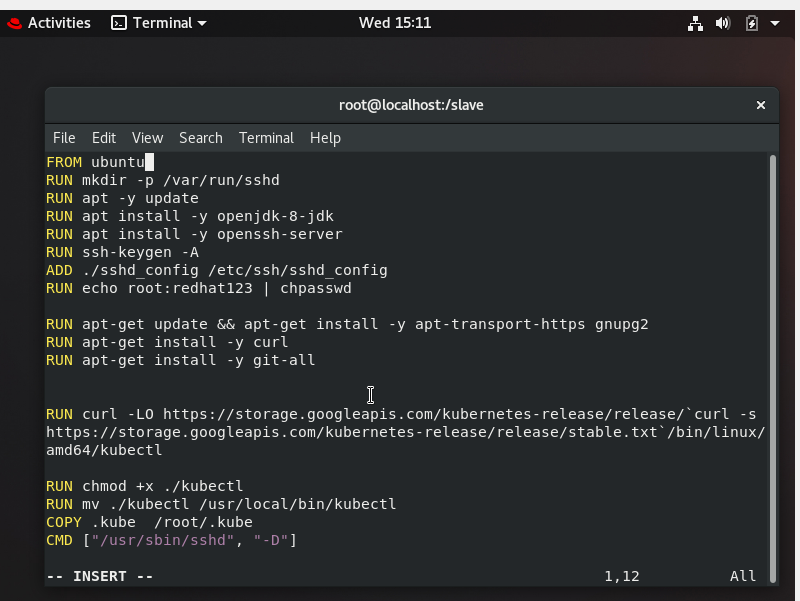 Activities Terminal Wed 15:11
root@localhost:/slave ×
File Edit View Search Terminal Help
FROM ubuntu
RUN mkdir -p /var/run/sshd
RUN apt -y update
RUN apt install -y openjdk-8-jdk
RUN apt install -y openssh-server
RUN ssh-keygen -A
ADD ./sshd_config /etc/ssh/sshd_config
RUN echo root:redhat123 | chpasswd
RUN apt-get update && apt-get install -y apt-transport-https gnupg2
RUN apt-get install -y curl
RUN apt-get install -y git-all
RUN curl -LO https://storage.googleapis.com/kubernetes-release/release/`curl -s
https://storage.googleapis.com/kubernetes-release/release/stable.txt`/bin/linux/
amd64/kubectl
RUN chmod +x ./kubectl
RUN mv ./kubectl /usr/local/bin/kubectl
COPY .kube  /root/.kube
CMD ["/usr/sbin/sshd", "-D"]
-- INSERT -- 1,12 All